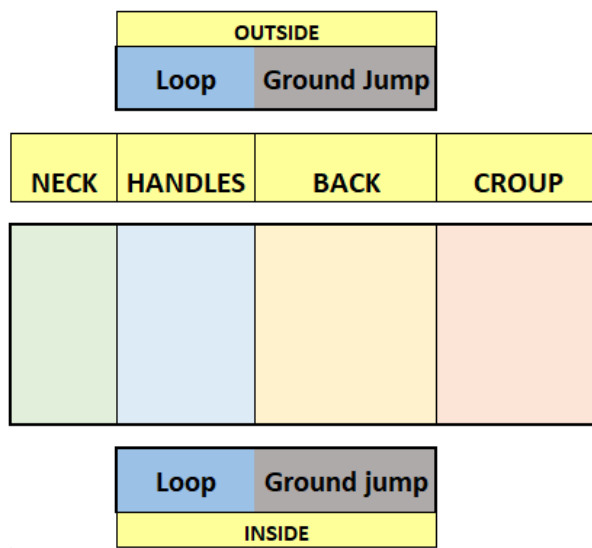 OUTSIDE
Loop Ground Jump
NECK HANDLES BACK CROUP
Loop Ground jump
INSIDE